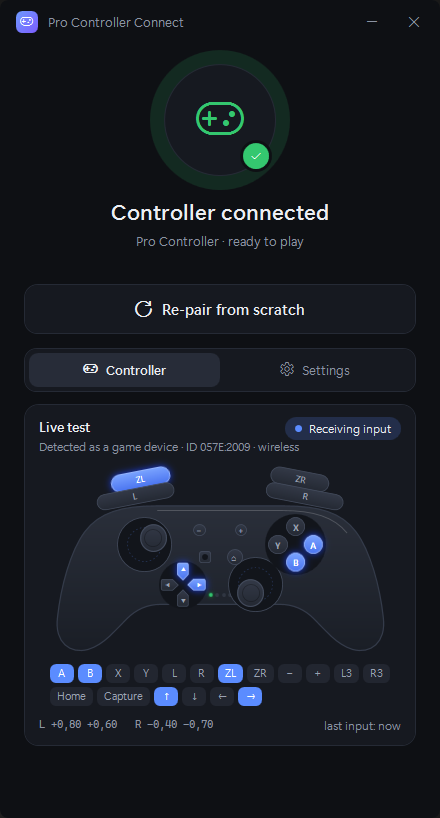 Pro Controller Connect
Controller connected
Pro Controller · ready to play
Re-pair from scratch
Controller Settings
Live test Receiving input
Detected as a game device · ID 057E:2009 · wireless
ZL ZR
L R
− +
X
Y A
B
A B X Y L R ZL ZR − + L3 R3
Home Capture ↑ ↓ ← →
L +0,80 +0,60 R −0,40 −0,70 last input: now